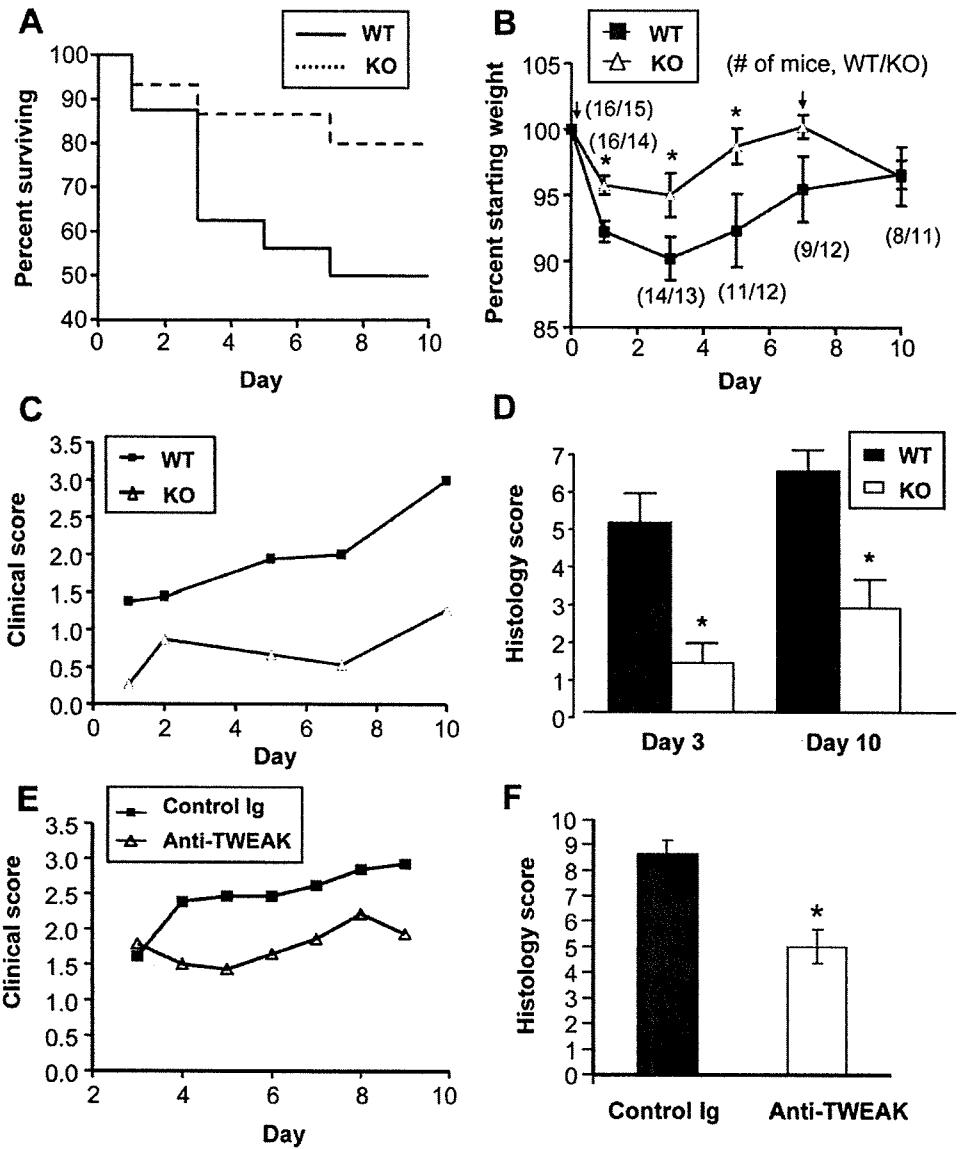 A
WT
KO
100
90
80
70
60
50
40
Percent surviving
0 2 4 6 8 10
Day
B
WT
KO
(# of mice, WT/KO)
105
100
95
90
85
Percent starting weight
(16/15)
(16/14)
*
*
*
(14/13)
(11/12)
(9/12)
(8/11)
0 2 4 6 8 10
Day
C
WT
KO
3.5
3.0
2.5
2.0
1.5
1.0
0.5
0.0
Clinical score
0 2 4 6 8 10
Day
D
WT
KO
7
6
5
4
3
2
1
0
Histology score
*
*
Day 3 Day 10
E
Control Ig
Anti-TWEAK
3.5
3.0
2.5
2.0
1.5
1.0
0.5
0.0
Clinical score
2 4 6 8 10
Day
F
10
9
8
7
6
5
4
3
2
1
0
Histology score
*
Control Ig Anti-TWEAK